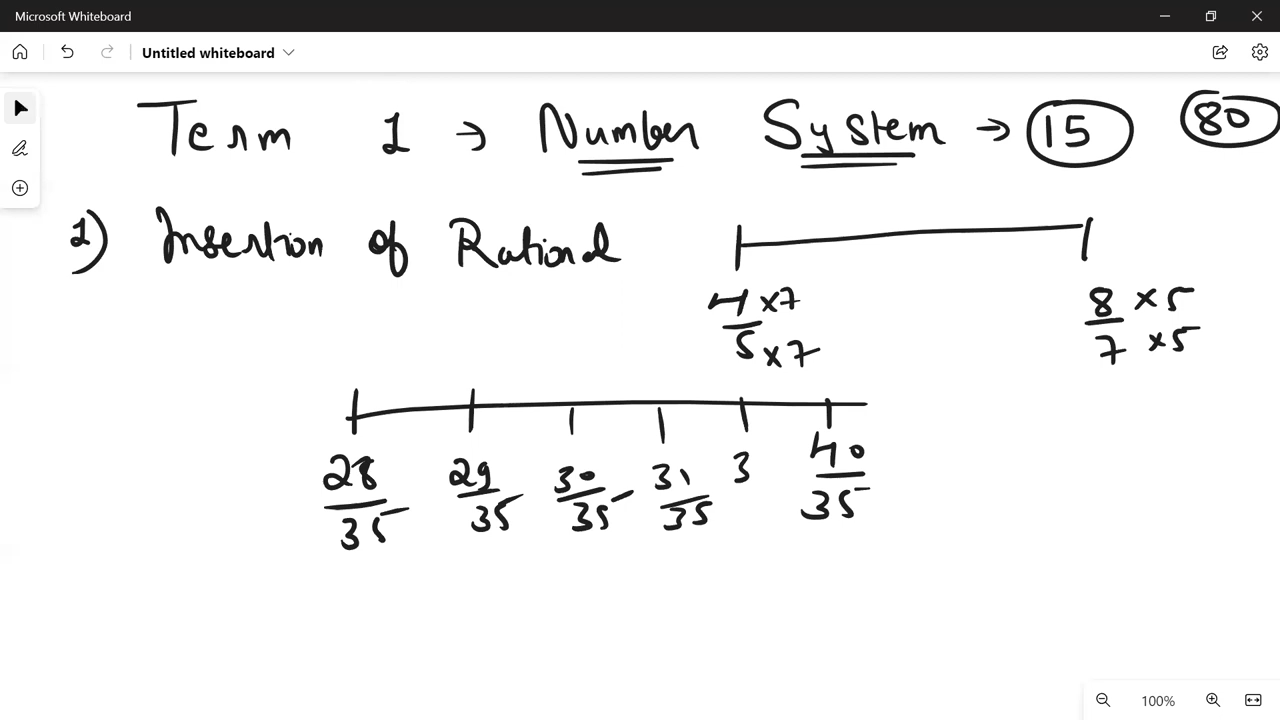 Microsoft Whiteboard
Untitled whiteboard
Term 1 → Number System → 15 80
1) Insertion of Rational
4 ×7 8 ×5
5 ×7 7 ×5
28 29 30 31 3 40
35 35 35 35 35
100%